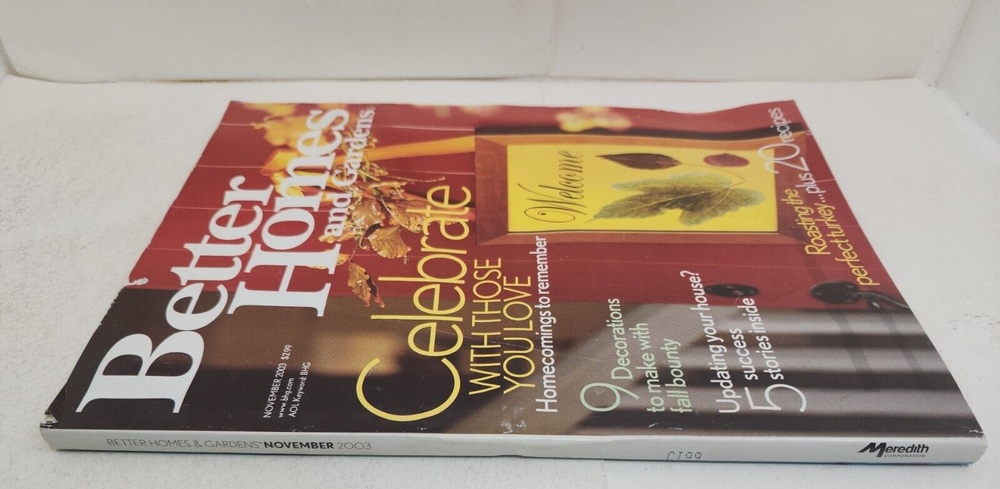 Better
Homes
and Gardens.
NOVEMBER 2003 $2.99
www.bhg.com
AOL Keyword: BHG
Celebrate
WITH THOSE
YOU LOVE
Homecomings to remember
9 Decorations
to make with
fall bounty
Updating your house?
5 success
stories inside
Welcome
Roasting the
perfect turkey...plus 20 recipes
BETTER HOMES & GARDENS NOVEMBER 2003
Meredith
CORPORATION